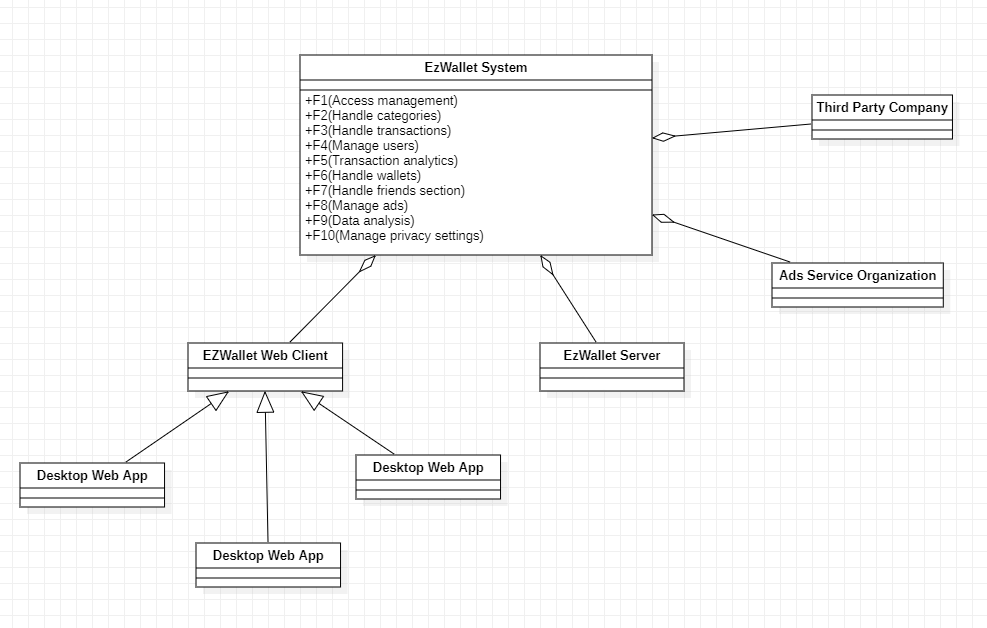 EzWallet System
+F1(Access management)
+F2(Handle categories)
+F3(Handle transactions)
+F4(Manage users)
+F5(Transaction analytics)
+F6(Handle wallets)
+F7(Handle friends section)
+F8(Manage ads)
+F9(Data analysis)
+F10(Manage privacy settings)
Third Party Company
Ads Service Organization
EZWallet Web Client
EzWallet Server
Desktop Web App
Desktop Web App
Desktop Web App